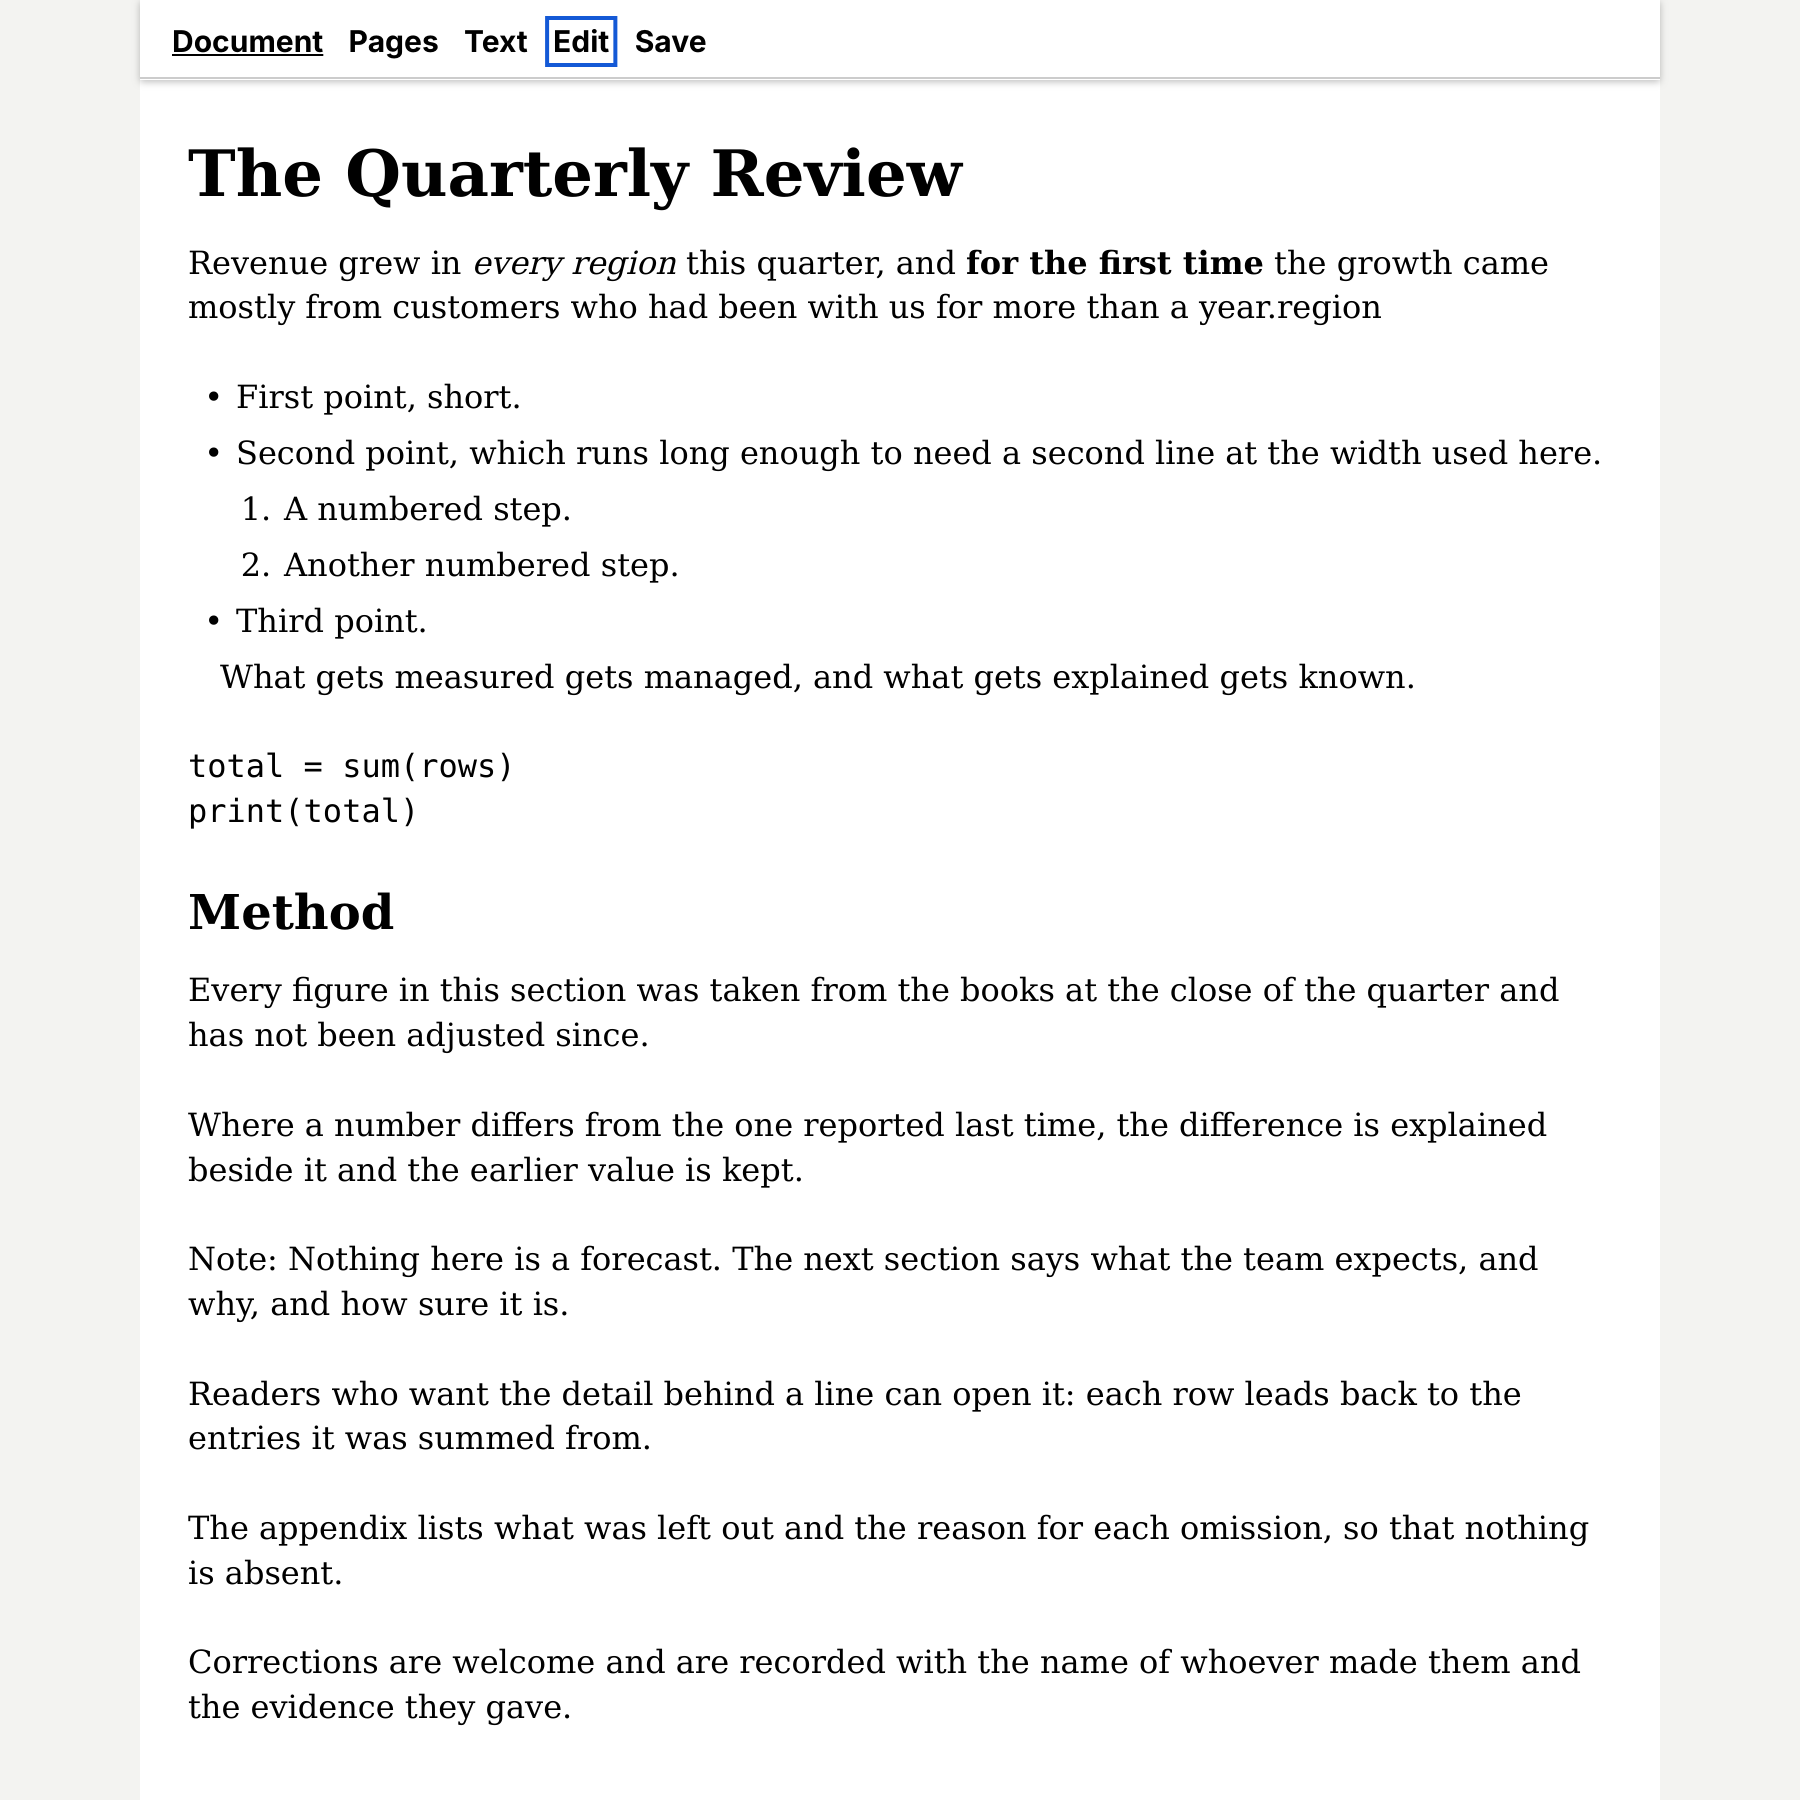 Document Pages Text Edit Save
The Quarterly Review
Revenue grew in every region this quarter, and for the first time the growth came
mostly from customers who had been with us for more than a year.region
• First point, short.
• Second point, which runs long enough to need a second line at the width used here.
1. A numbered step.
2. Another numbered step.
• Third point.
What gets measured gets managed, and what gets explained gets known.
total = sum(rows)
print(total)
Method
Every figure in this section was taken from the books at the close of the quarter and
has not been adjusted since.
Where a number differs from the one reported last time, the difference is explained
beside it and the earlier value is kept.
Note: Nothing here is a forecast. The next section says what the team expects, and
why, and how sure it is.
Readers who want the detail behind a line can open it: each row leads back to the
entries it was summed from.
The appendix lists what was left out and the reason for each omission, so that nothing
is absent.
Corrections are welcome and are recorded with the name of whoever made them and
the evidence they gave.